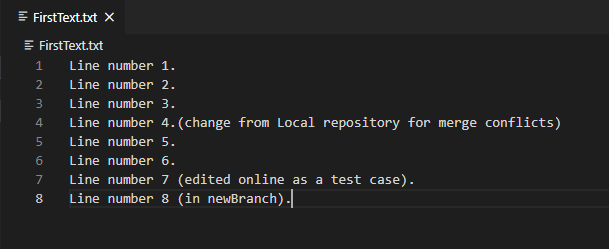 FirstText.txt
FirstText.txt
1 Line number 1.
2 Line number 2.
3 Line number 3.
4 Line number 4.(change from Local repository for merge conflicts)
5 Line number 5.
6 Line number 6.
7 Line number 7 (edited online as a test case).
8 Line number 8 (in newBranch).